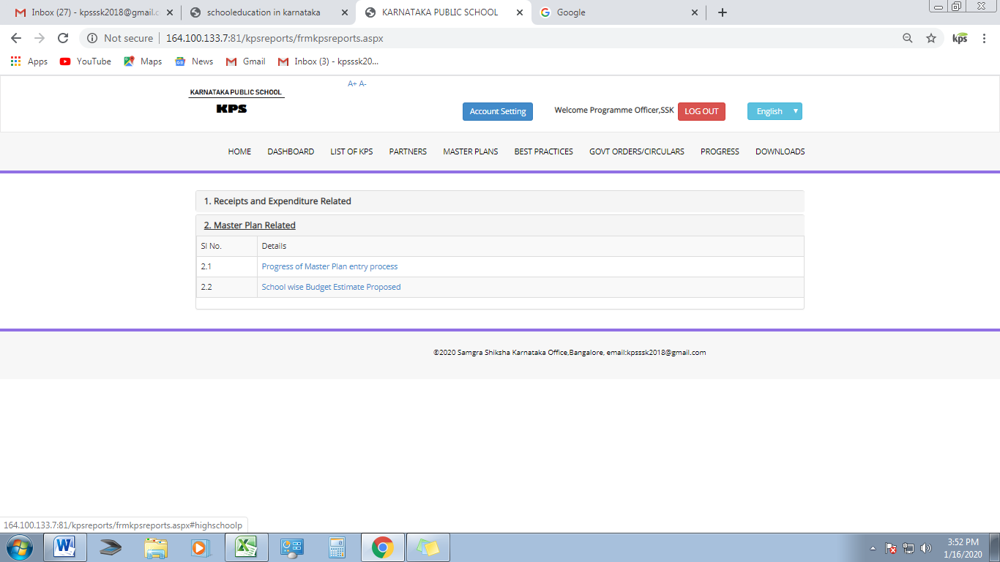 Inbox (27) - kpsssk2018@gmail.c
schooleducation in karnataka
KARNATAKA PUBLIC SCHOOL
Google
Not secure
164.100.133.7:81/kpsreports/frmkpsreports.aspx
kps
Apps
YouTube
Maps
News
Gmail
Inbox (3) - kpsssk20...
KARNATAKA PUBLIC SCHOOL
KPS
A+ A-
Account Setting
Welcome Programme Officer,SSK
LOG OUT
English
HOME
DASHBOARD
LIST OF KPS
PARTNERS
MASTER PLANS
BEST PRACTICES
GOVT ORDERS/CIRCULARS
PROGRESS
DOWNLOADS
1. Receipts and Expenditure Related
2. Master Plan Related
Sl No. Details
2.1 Progress of Master Plan entry process
2.2 School wise Budget Estimate Proposed
©2020 Samgra Shiksha Karnataka Office,Bangalore, email:kpsssk2018@gmail.com
164.100.133.7:81/kpsreports/frmkpsreports.aspx#highschoolp
3:52 PM
1/16/2020